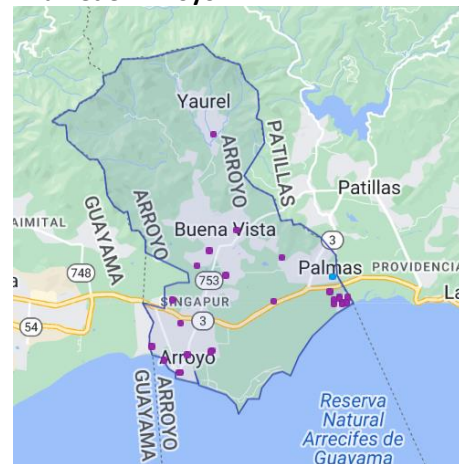 Arroyo
Yaurel
ARROYO
PATILLAS
GUAYAMA
ARROYO
Patillas
AIMITAL
Buena Vista
3
748
753
Palmas
PROVIDENCIA
a
La
SINGAPUR
54
3
Arroyo
GUAYAMA
ARROYO
Reserva
Natural
Arrecifes de
Guayama